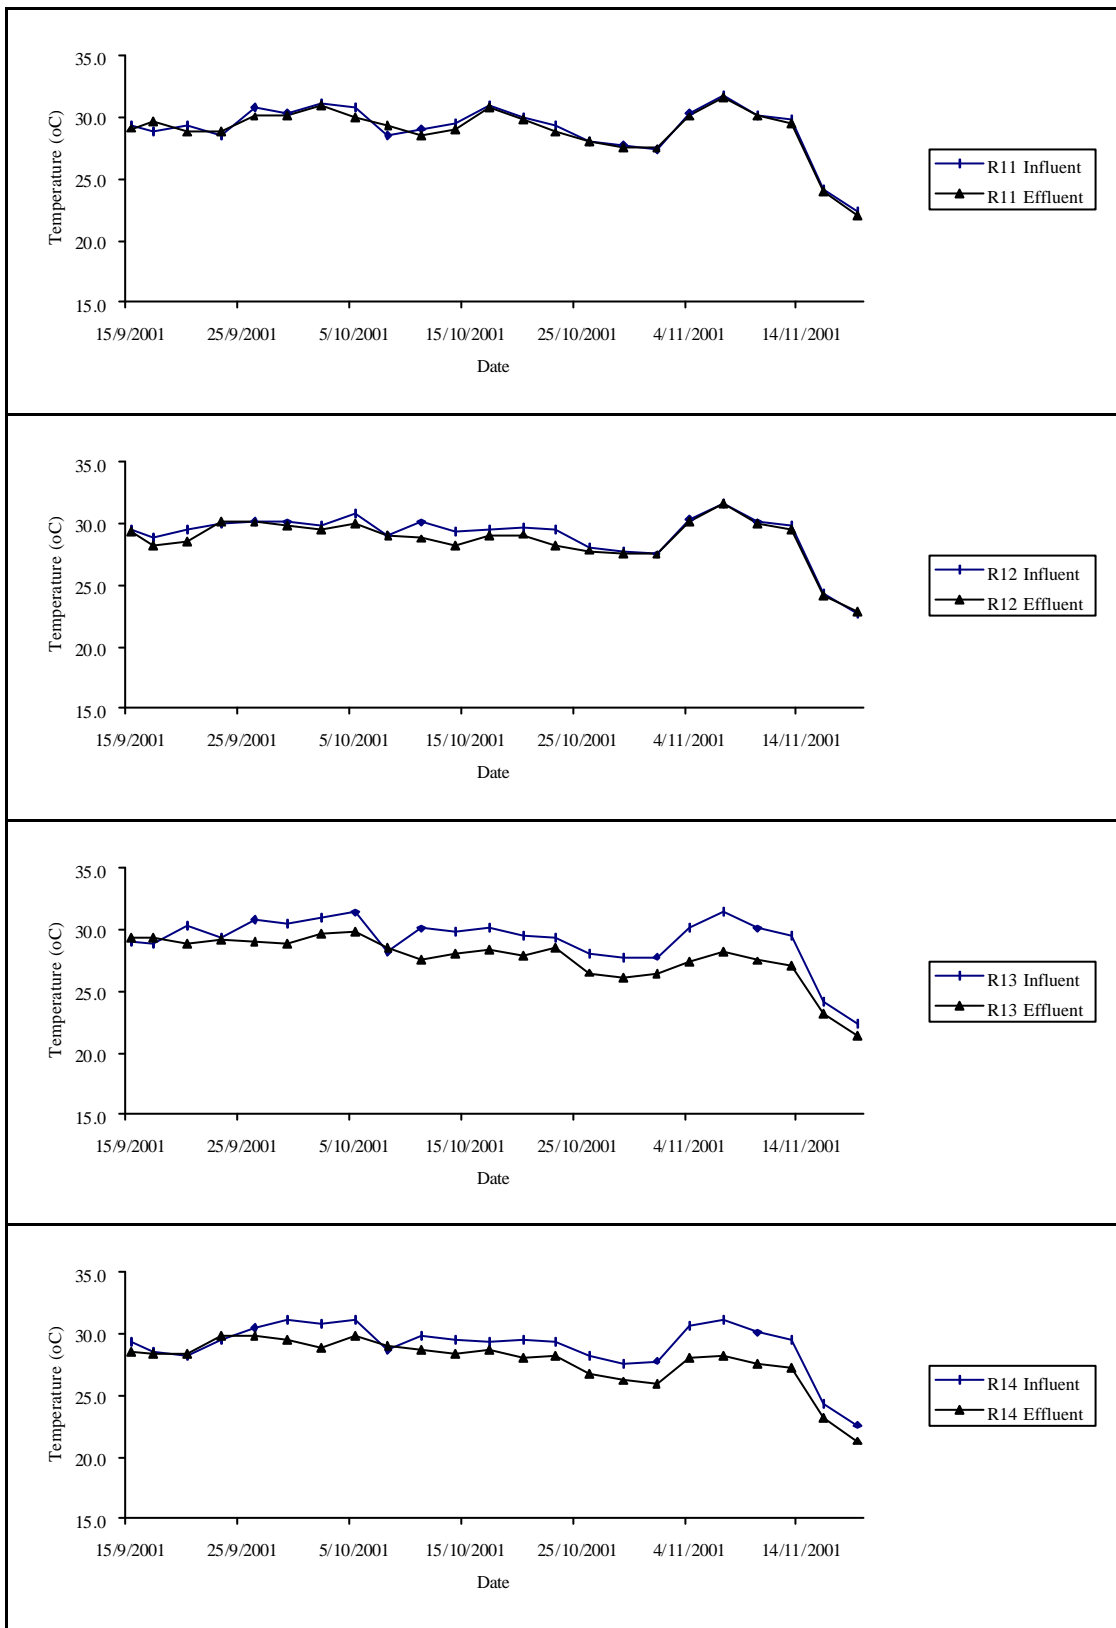 35.0
30.0
25.0
20.0
15.0
Temperature (oC)
15/9/2001 25/9/2001 5/10/2001 15/10/2001 25/10/2001 4/11/2001 14/11/2001
Date
R11 Influent
R11 Effluent
35.0
30.0
25.0
20.0
15.0
Temperature (oC)
15/9/2001 25/9/2001 5/10/2001 15/10/2001 25/10/2001 4/11/2001 14/11/2001
Date
R12 Influent
R12 Effluent
35.0
30.0
25.0
20.0
15.0
Temperature (oC)
15/9/2001 25/9/2001 5/10/2001 15/10/2001 25/10/2001 4/11/2001 14/11/2001
Date
R13 Influent
R13 Effluent
35.0
30.0
25.0
20.0
15.0
Temperature (oC)
15/9/2001 25/9/2001 5/10/2001 15/10/2001 25/10/2001 4/11/2001 14/11/2001
Date
R14 Influent
R14 Effluent